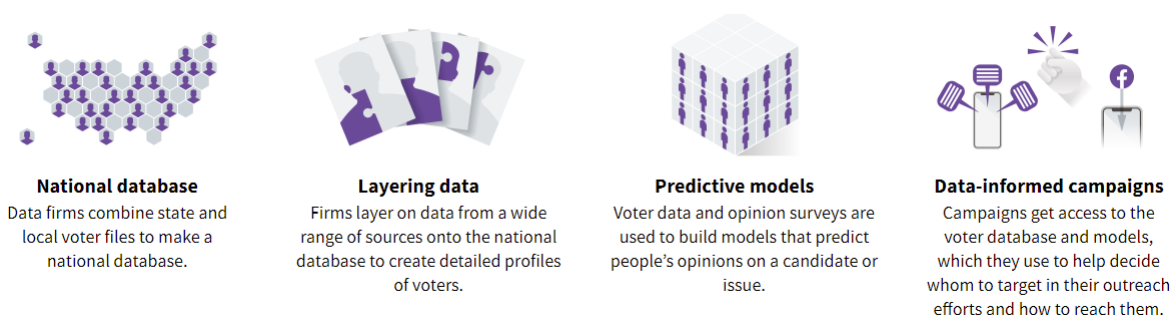 National database
Data firms combine state and
local voter files to make a
national database.
Layering data
Firms layer on data from a wide
range of sources onto the national
database to create detailed profiles
of voters.
Predictive models
Voter data and opinion surveys are
used to build models that predict
people’s opinions on a candidate or
issue.
Data-informed campaigns
Campaigns get access to the
voter database and models,
which they use to help decide
whom to target in their outreach
efforts and how to reach them.